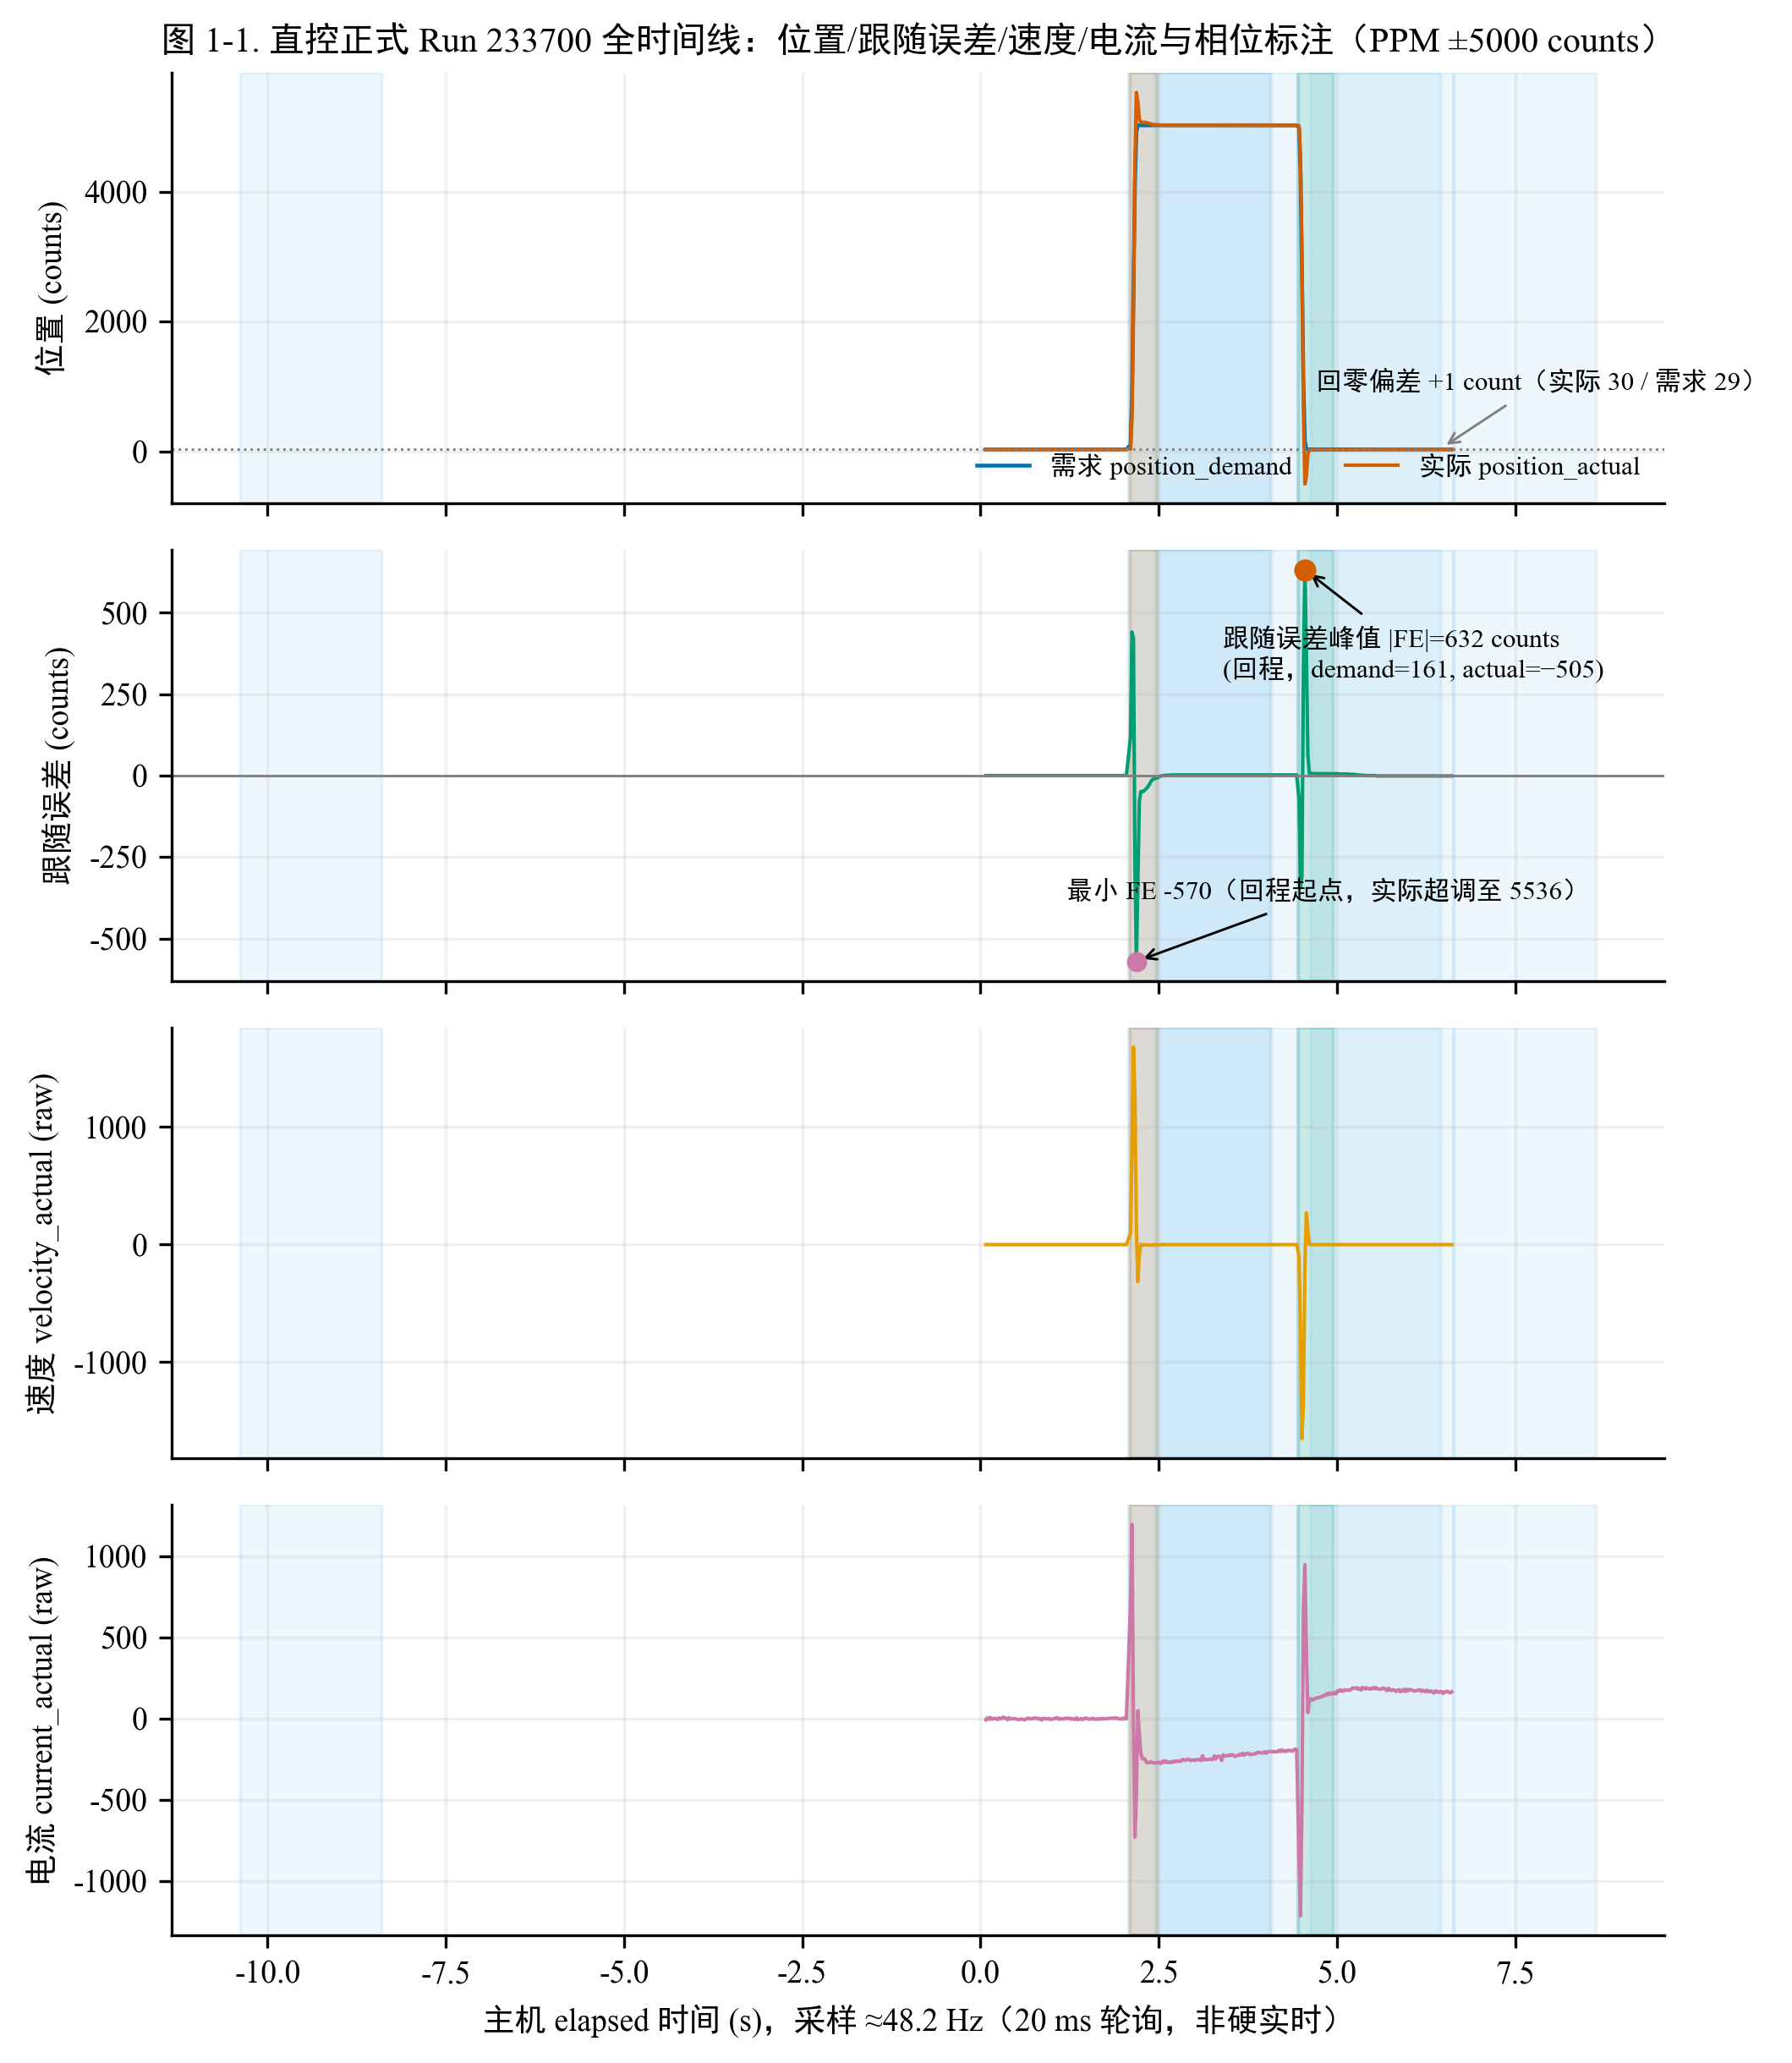 图 1-1. 直控正式 Run 233700 全时间线：位置/跟随误差/速度/电流与相位标注（PPM ±5000 counts）
位置 (counts)
4000
2000
0
回零偏差 +1 count（实际 30 / 需求 29）
需求 position_demand
实际 position_actual
跟随误差 (counts)
500
250
0
-250
-500
跟随误差峰值 |FE|=632 counts
(回程，demand=161, actual=−505)
最小 FE -570（回程起点，实际超调至 5536）
速度 velocity_actual (raw)
1000
0
-1000
电流 current_actual (raw)
1000
500
0
-500
-1000
-10.0
-7.5
-5.0
-2.5
0.0
2.5
5.0
7.5
主机 elapsed 时间 (s)，采样 ≈48.2 Hz（20 ms 轮询，非硬实时）